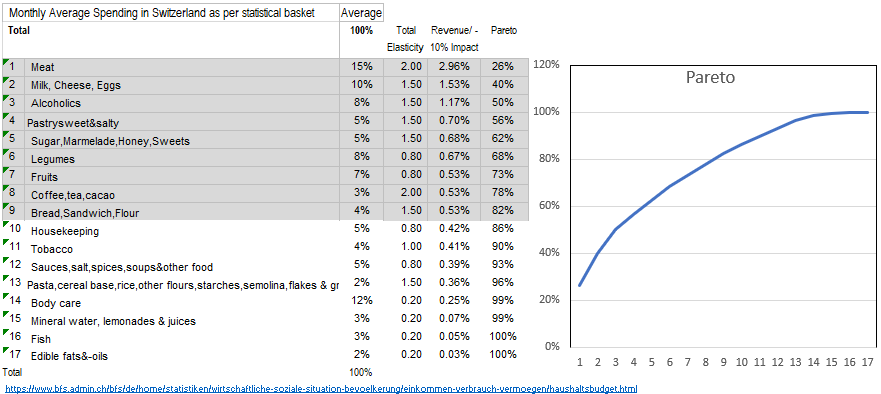 Monthly Average Spending in Switzerland as per statistical basket Average
Total 100% Total Revenue/ - Pareto
Elasticity 10% Impact
1 Meat 15% 2.00 2.96% 26%
2 Milk, Cheese, Eggs 10% 1.50 1.53% 40%
3 Alcoholics 8% 1.50 1.17% 50%
4 Pastrysweet&salty 5% 1.50 0.70% 56%
5 Sugar,Marmelade,Honey,Sweets 5% 1.50 0.68% 62%
6 Legumes 8% 0.80 0.67% 68%
7 Fruits 7% 0.80 0.53% 73%
8 Coffee,tea,cacao 3% 2.00 0.53% 78%
9 Bread,Sandwich,Flour 4% 1.50 0.53% 82%
10 Housekeeping 5% 0.80 0.42% 86%
11 Tobacco 4% 1.00 0.41% 90%
12 Sauces,salt,spices,soups&other food 5% 0.80 0.39% 93%
13 Pasta,cereal base,rice,other flours,starches,semolina,flakes & gr 2% 1.50 0.36% 96%
14 Body care 12% 0.20 0.25% 99%
15 Mineral water, lemonades & juices 3% 0.20 0.07% 99%
16 Fish 3% 0.20 0.05% 100%
17 Edible fats&-oils 2% 0.20 0.03% 100%
Total 100%
https://www.bfs.admin.ch/bfs/de/home/statistiken/wirtschaftliche-soziale-situation-bevoelkerung/einkommen-verbrauch-vermoegen/haushaltsbudget.html
Pareto
120%
100%
80%
60%
40%
20%
0%
1 2 3 4 5 6 7 8 9 10 11 12 13 14 15 16 17